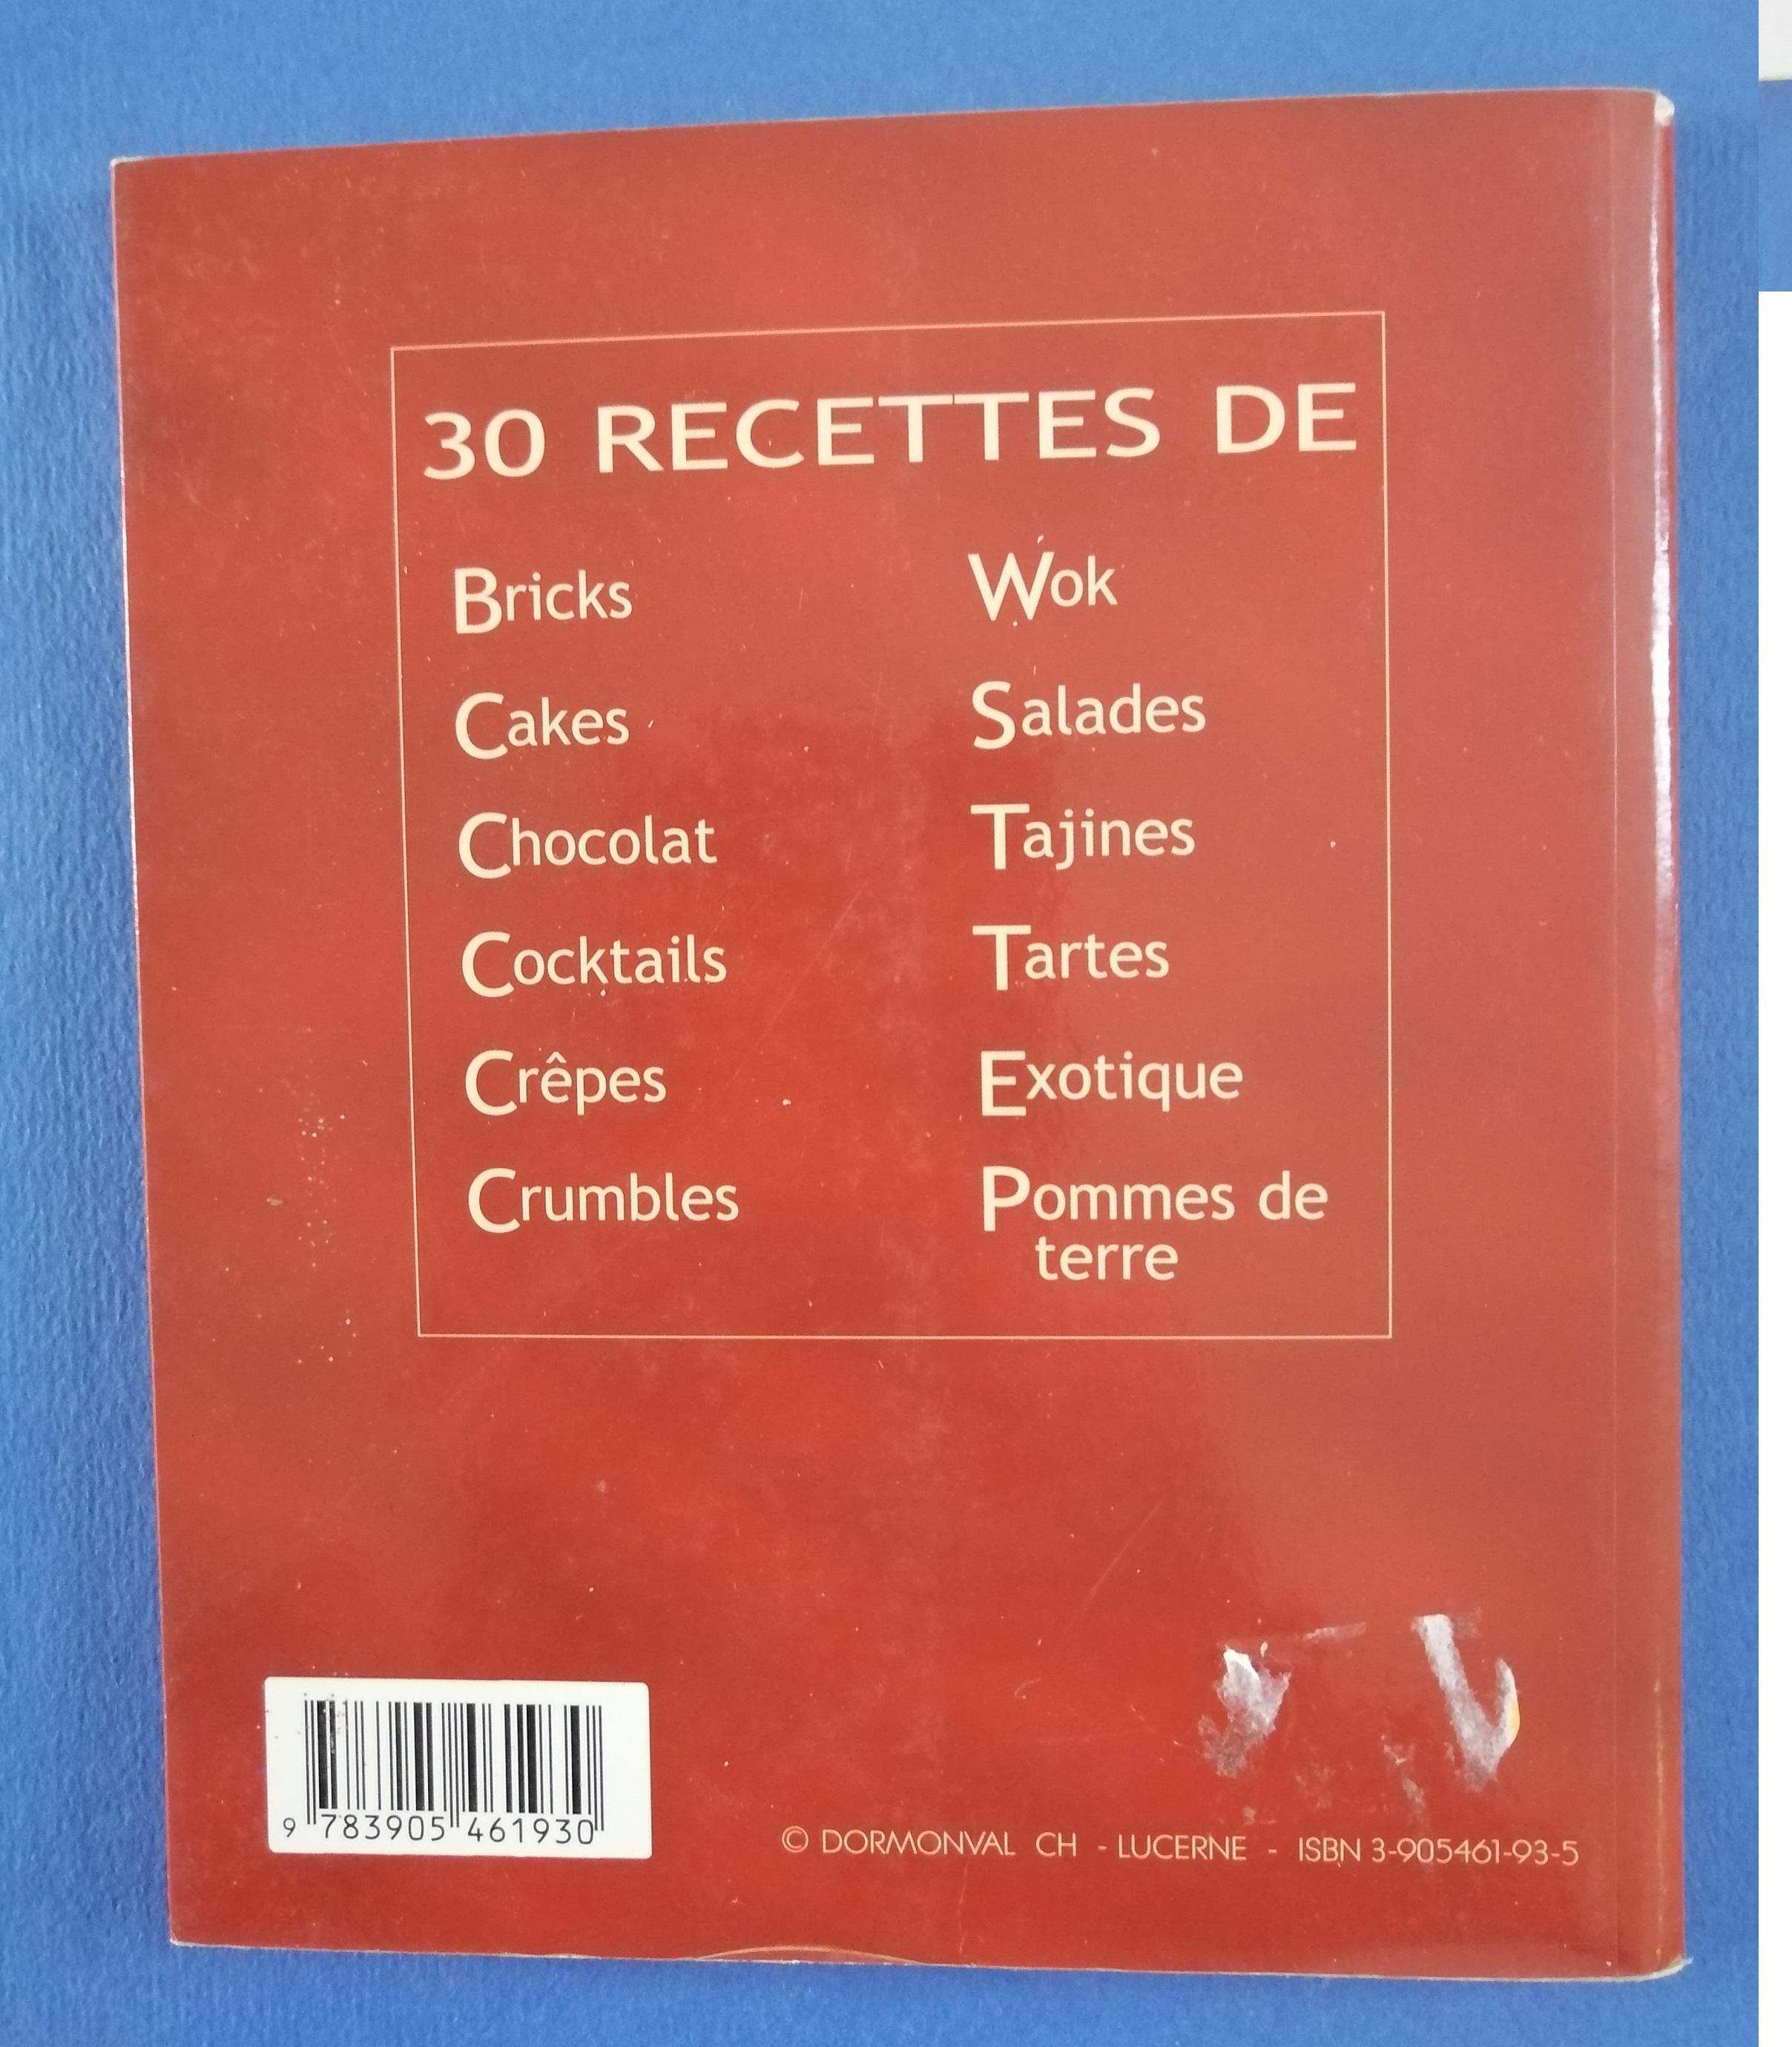 30 RECETTES DE
Bricks
Cakes
Chocolat
Cocktails
Crêpes
Crumbles
Wok
Salades
Tajines
Tartes
Exotique
Pommes de
terre
9 783905 461930
© DORMONVAL CH - LUCERNE - ISBN 3-905461-93-5